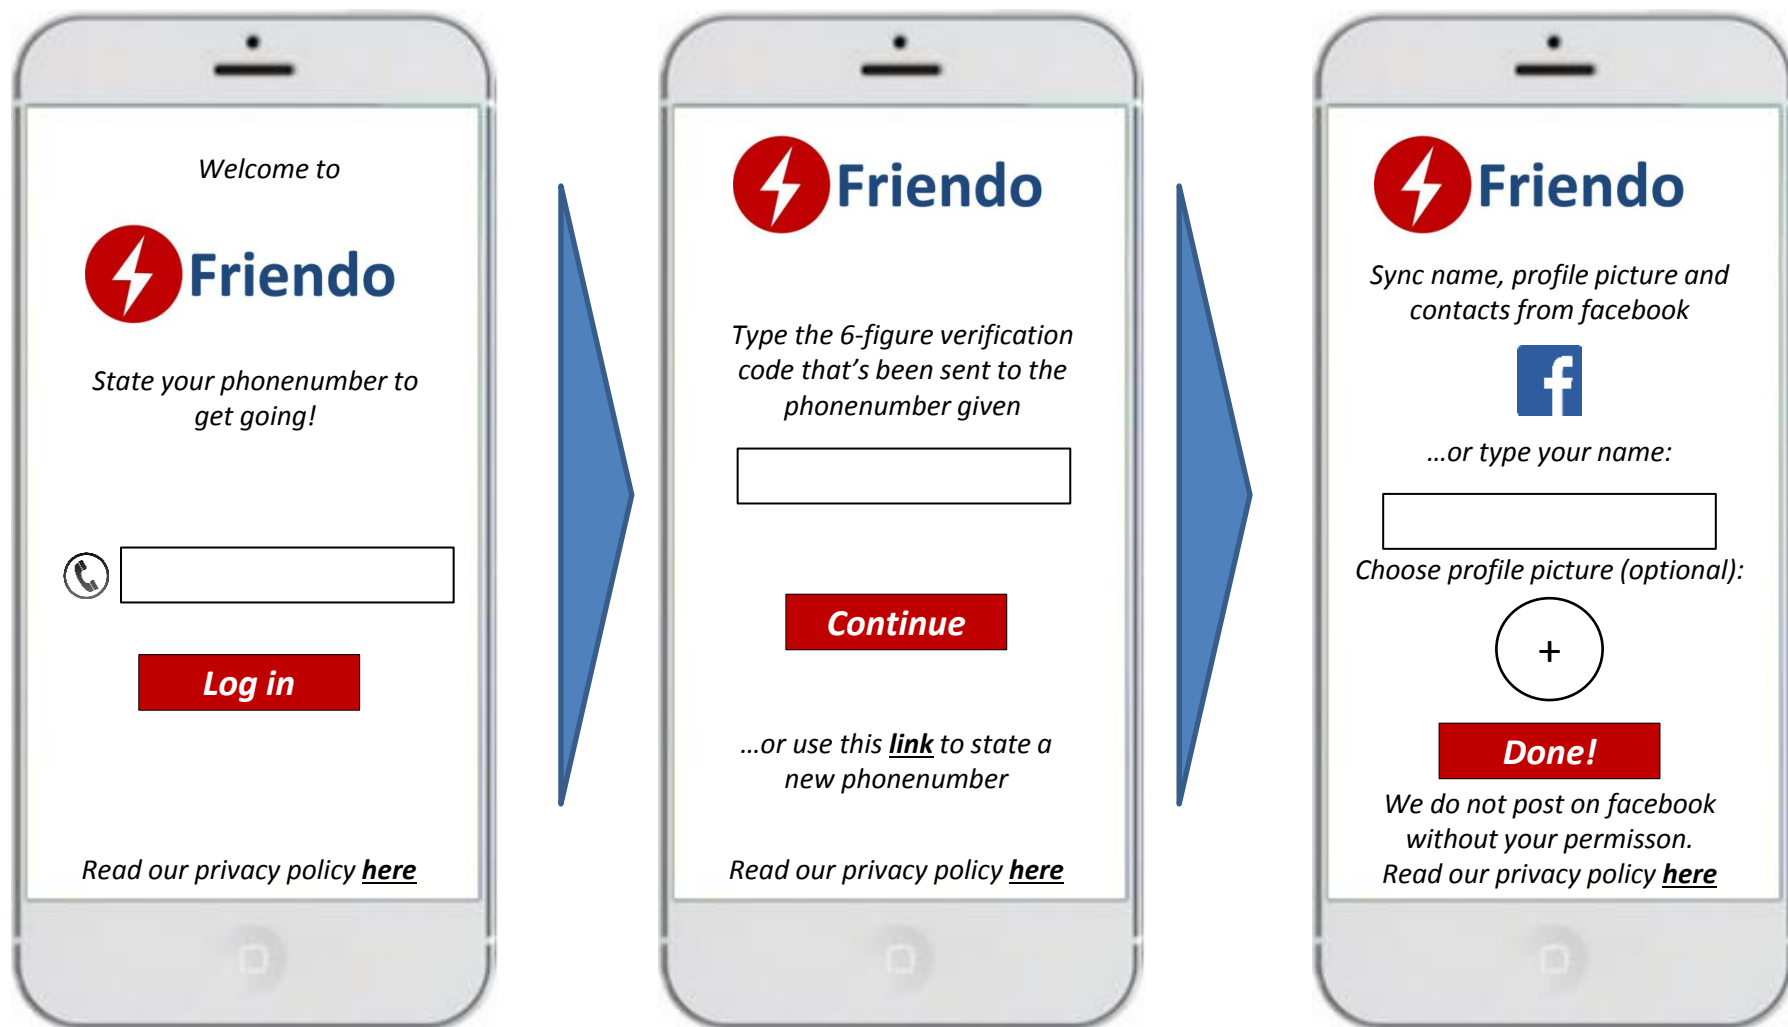 Welcome to
Friendo
State your phonenumber to
get going!
Log in
Read our privacy policy here
Friendo
Type the 6-figure verification
code that’s been sent to the
phonenumber given
Continue
…or use this link to state a
new phonenumber
Read our privacy policy here
Friendo
Sync name, profile picture and
contacts from facebook
f
…or type your name:
Choose profile picture (optional):
+
Done!
We do not post on facebook
without your permisson.
Read our privacy policy here